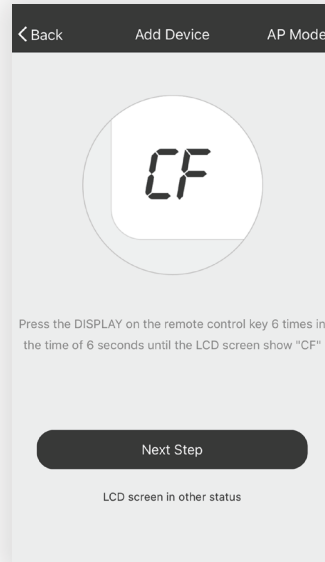 Back Add Device AP Mode
CF
Press the DISPLAY on the remote control key 6 times in
the time of 6 seconds until the LCD screen show "CF"
Next Step
LCD screen in other status